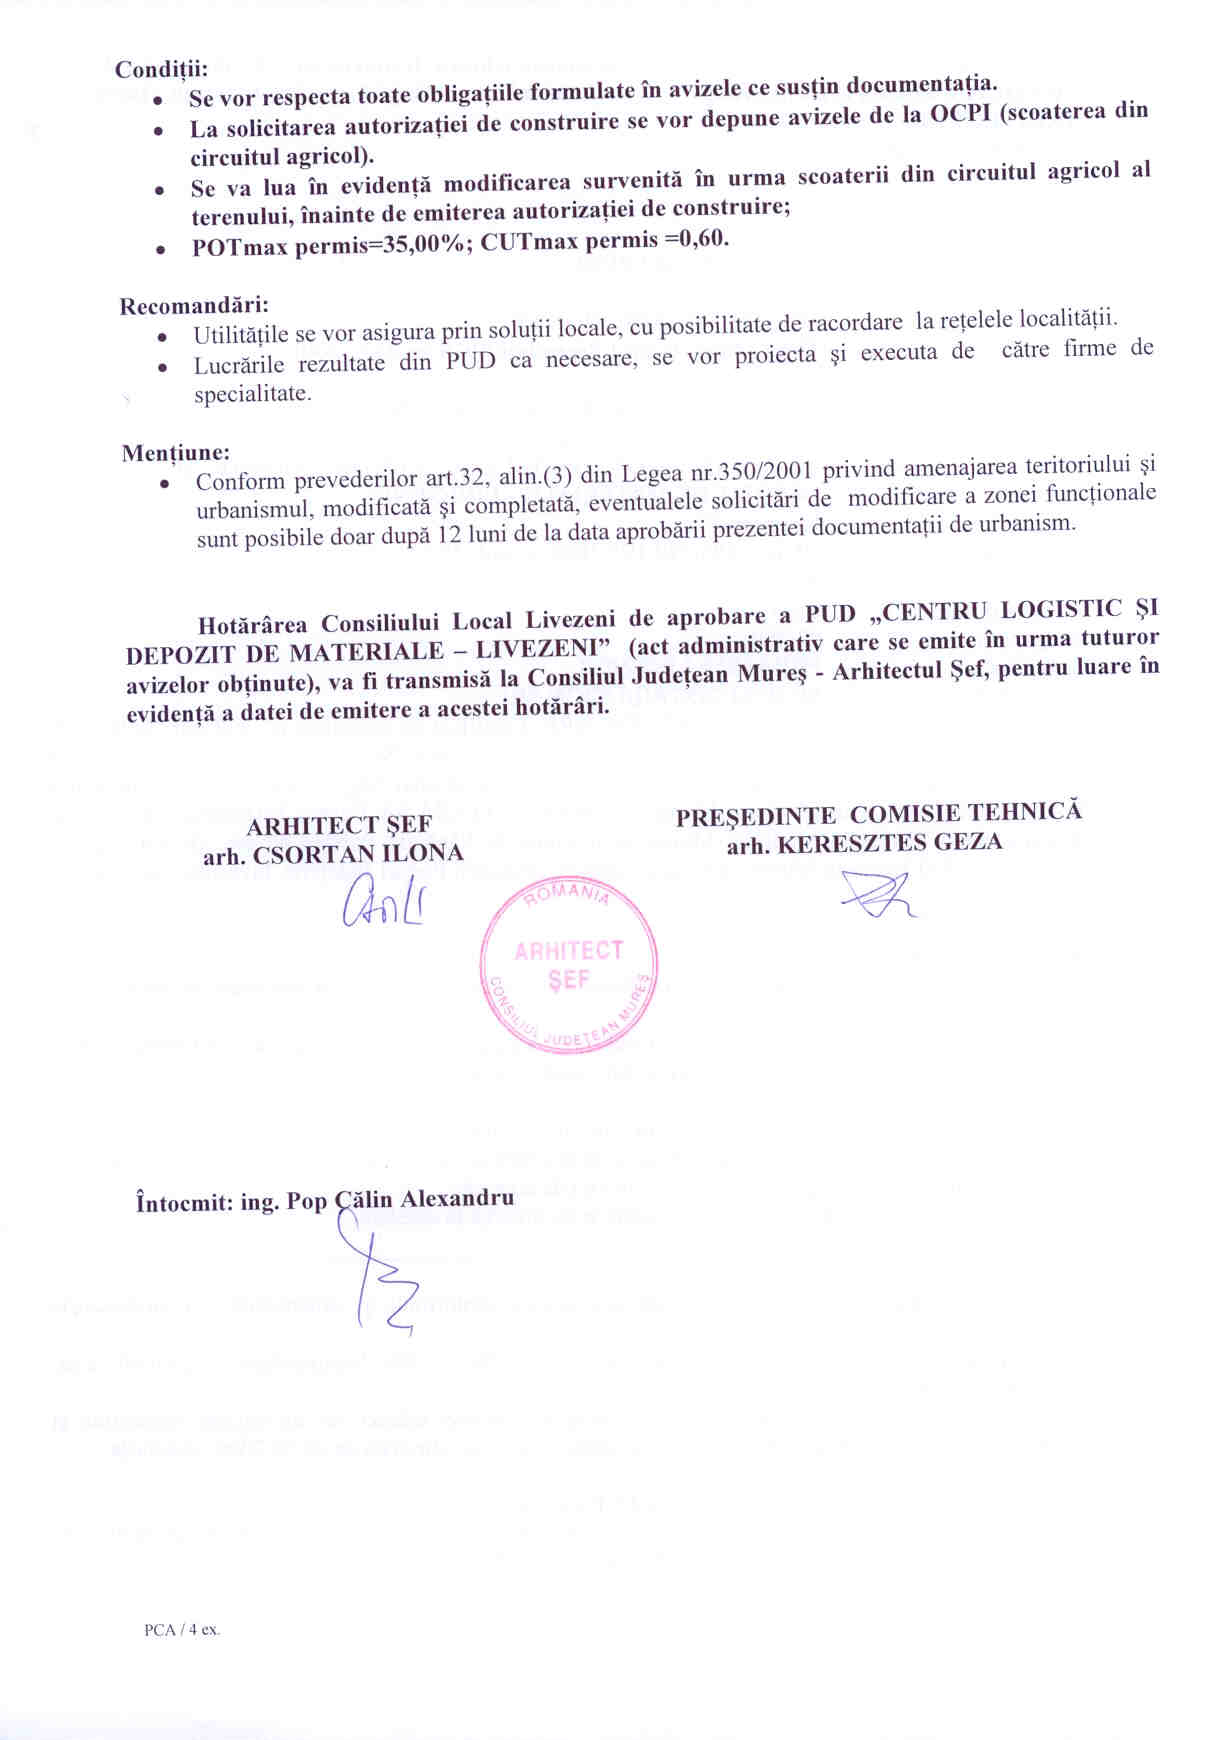 Condiții:
• Se vor respecta toate obligațiile formulate în avizele ce susțin documentația.
• La solicitarea autorizației de construire se vor depune avizele de la OCPI (scoaterea din
circuitul agricol).
• Se va lua în evidență modificarea survenită în urma scoaterii din circuitul agricol al
terenului, înainte de emiterea autorizației de construire;
• POTmax permis=35,00%; CUTmax permis =0,60.
Recomandări:
• Utilitățile se vor asigura prin soluții locale, cu posibilitate de racordare la rețelele localității.
• Lucrările rezultate din PUD ca necesare, se vor proiecta şi executa de către firme de
specialitate.
Mențiune:
• Conform prevederilor art.32, alin.(3) din Legea nr.350/2001 privind amenajarea teritoriului şi
urbanismul, modificată şi completată, eventualele solicitări de modificare a zonei funcționale
sunt posibile doar după 12 luni de la data aprobării prezentei documentații de urbanism.
Hotărârea Consiliului Local Livezeni de aprobare a PUD „CENTRU LOGISTIC ŞI
DEPOZIT DE MATERIALE – LIVEZENI” (act administrativ care se emite în urma tuturor
avizelor obținute), va fi transmisă la Consiliul Județean Mureş - Arhitectul Şef, pentru luare în
evidență a datei de emitere a acestei hotărâri.
ARHITECT ŞEF
arh. CSORTAN ILONA
PREŞEDINTE COMISIE TEHNICĂ
arh. KERESZTES GEZA
ROMANIA
ARHITECT
ŞEF
CONSILIUL JUDEŢEAN MUREŞ
Întocmit: ing. Pop Călin Alexandru
PCA / 4 ex.